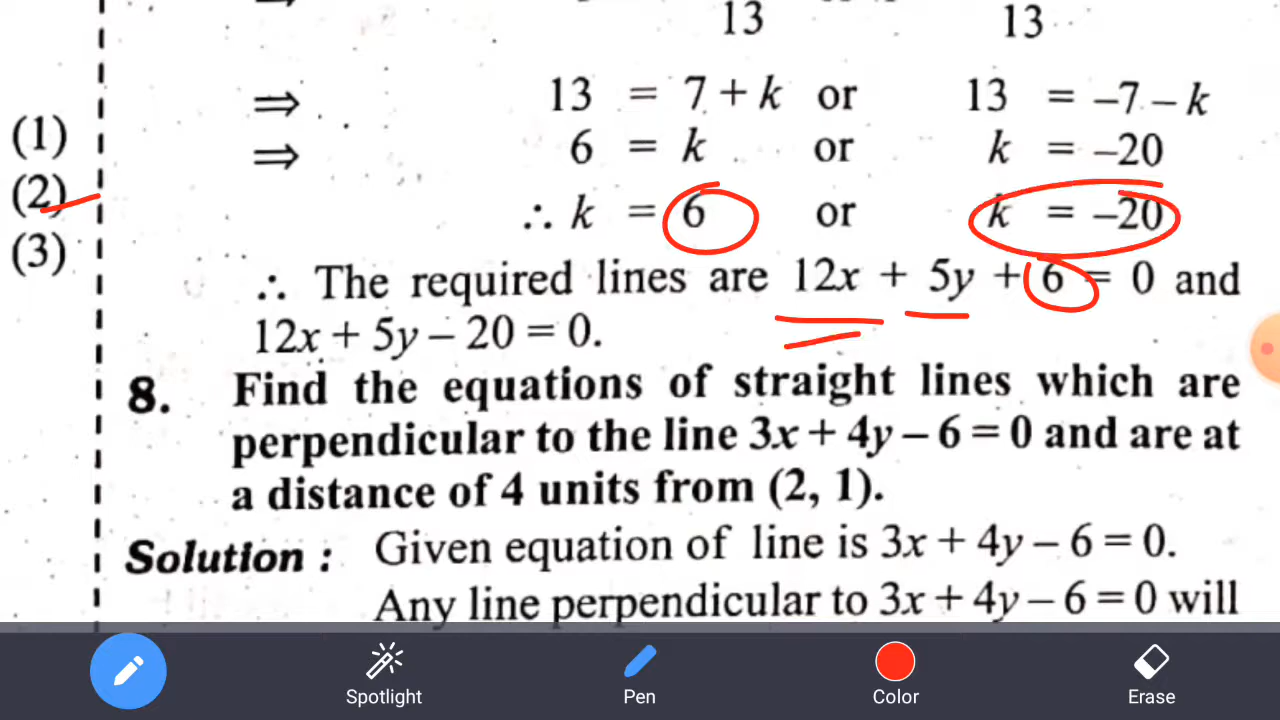 13 13
⇒ 13 = 7 + k or 13 = –7 – k
(1)
⇒ 6 = k or k = –20
(2)
∴ k = 6 or k = –20
(3)
∴ The required lines are 12x + 5y + 6 = 0 and
12x + 5y – 20 = 0.
8. Find the equations of straight lines which are
perpendicular to the line 3x + 4y – 6 = 0 and are at
a distance of 4 units from (2, 1).
Solution : Given equation of line is 3x + 4y – 6 = 0.
Any line perpendicular to 3x + 4y – 6 = 0 will
Spotlight Pen Color Erase